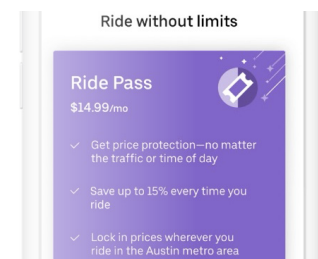 Ride without limits
Ride Pass
$14.99/mo
Get price protection—no matter
the traffic or time of day
Save up to 15% every time you
ride
Lock in prices wherever you
ride in the Austin metro area